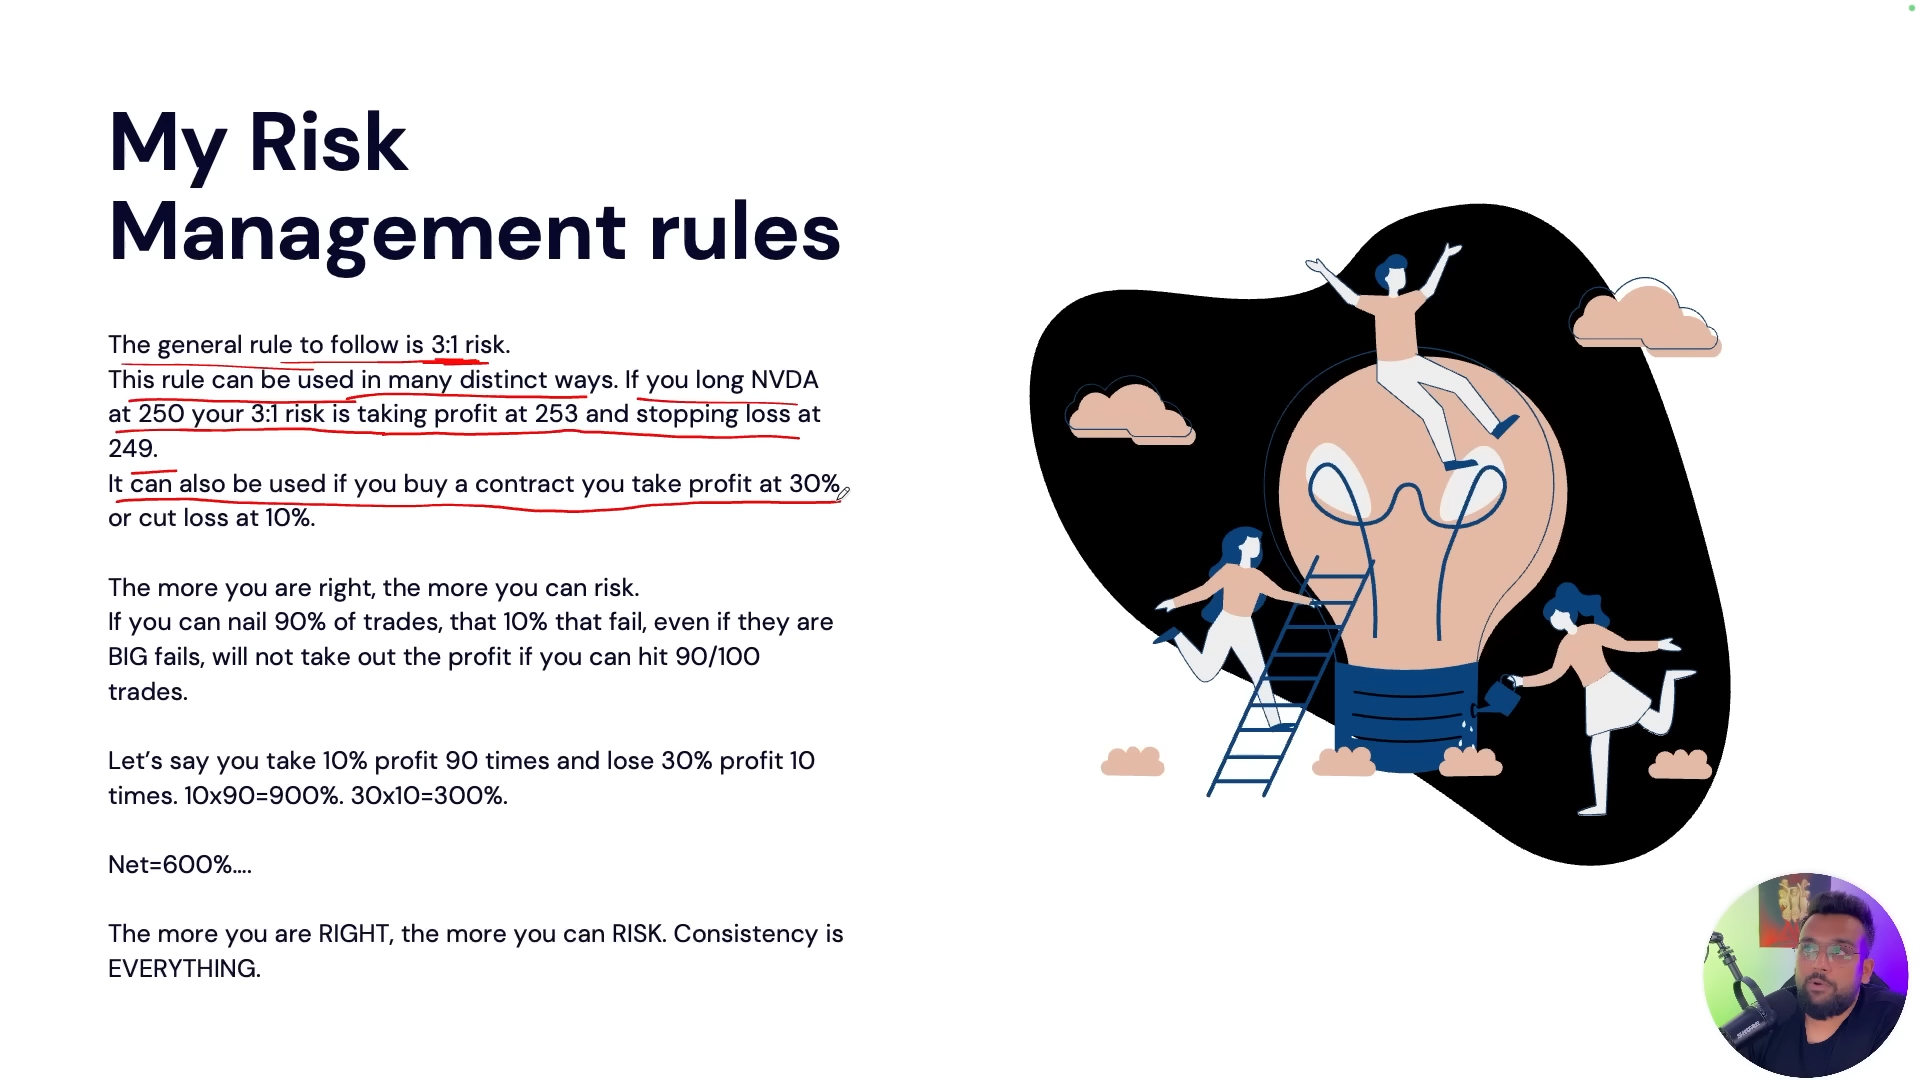 My Risk
Management rules
The general rule to follow is 3:1 risk.
This rule can be used in many distinct ways. If you long NVDA
at 250 your 3:1 risk is taking profit at 253 and stopping loss at
249.
It can also be used if you buy a contract you take profit at 30%
or cut loss at 10%.
The more you are right, the more you can risk.
If you can nail 90% of trades, that 10% that fail, even if they are
BIG fails, will not take out the profit if you can hit 90/100
trades.
Let’s say you take 10% profit 90 times and lose 30% profit 10
times. 10x90=900%. 30x10=300%.
Net=600%....
The more you are RIGHT, the more you can RISK. Consistency is
EVERYTHING.